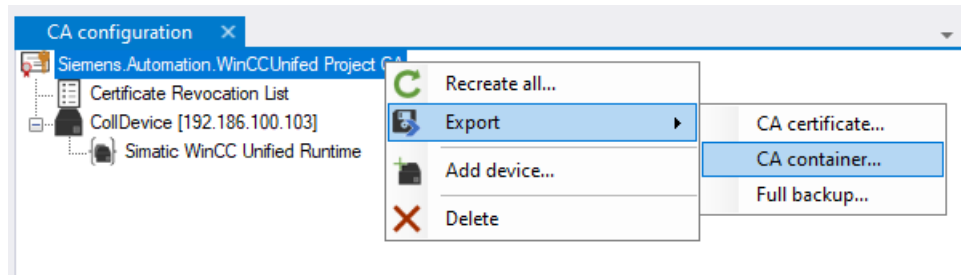 CA configuration
Siemens.Automation.WinCCUnifed Project CA
Certificate Revocation List
CollDevice [192.186.100.103]
Simatic WinCC Unified Runtime
Recreate all...
Export
Add device...
Delete
CA certificate...
CA container...
Full backup...